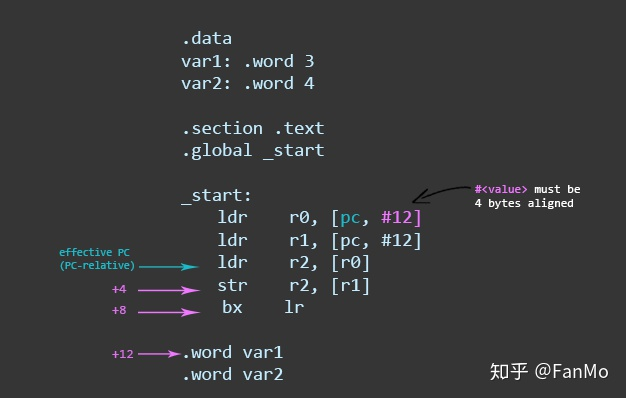 .data
var1: .word 3
var2: .word 4
.section .text
.global _start
_start:
ldr r0, [pc, #12]
ldr r1, [pc, #12]
ldr r2, [r0]
str r2, [r1]
bx lr
.word var1
.word var2
#<value> must be
4 bytes aligned
effective PC
(PC-relative)
+4
+8
+12
知乎 @FanMo